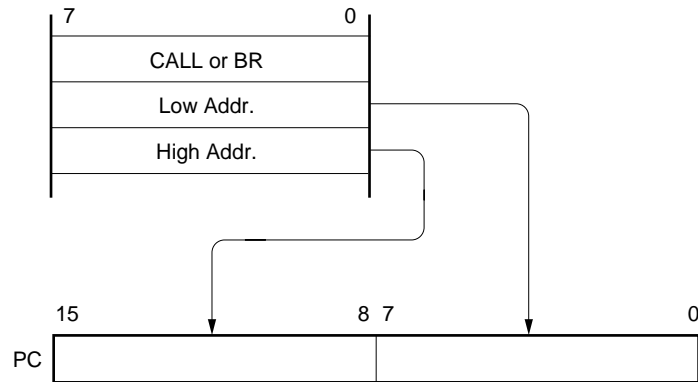 7 0
CALL or BR
Low Addr.
High Addr.
15 8 7 0
PC